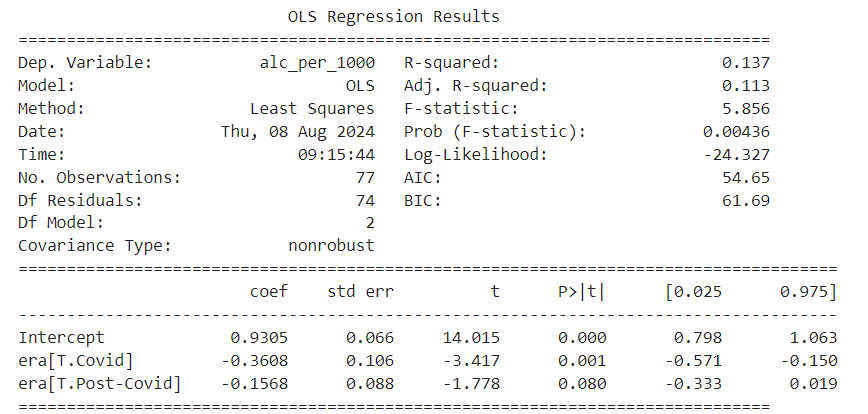 OLS Regression Results
==============================================================================
Dep. Variable:           alc_per_1000   R-squared:                       0.137
Model:                            OLS   Adj. R-squared:                  0.113
Method:                 Least Squares   F-statistic:                     5.856
Date:                Thu, 08 Aug 2024   Prob (F-statistic):            0.00436
Time:                        09:15:44   Log-Likelihood:                -24.327
No. Observations:                  77   AIC:                             54.65
Df Residuals:                      74   BIC:                             61.69
Df Model:                           2
Covariance Type:            nonrobust
=====================================================================================
                        coef    std err          t      P>|t|      [0.025      0.975]
-------------------------------------------------------------------------------------
Intercept             0.9305      0.066     14.015      0.000       0.798       1.063
era[T.Covid]         -0.3608      0.106     -3.417      0.001      -0.571      -0.150
era[T.Post-Covid]    -0.1568      0.088     -1.778      0.080      -0.333       0.019
==============================================================================